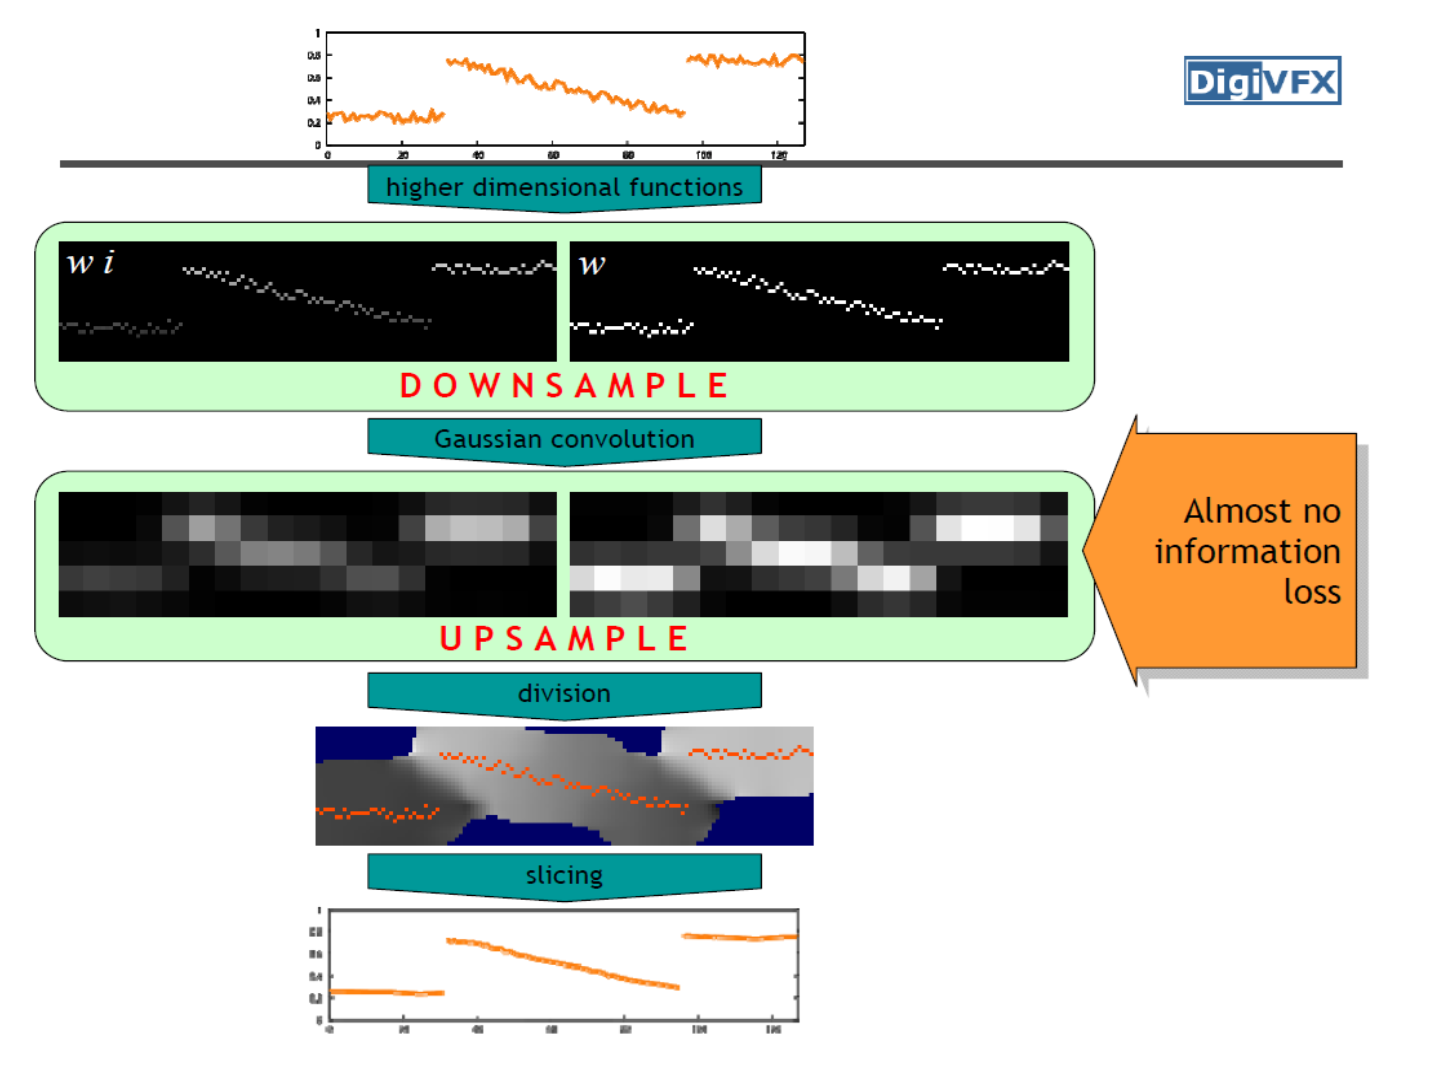 1
0.8
0.6
0.4
0.2
0
0 20 40 60 80 100 120
DigiVFX
higher dimensional functions
w i
w
DOWNSAMPLE
Gaussian convolution
Almost no
information
loss
UPSAMPLE
division
slicing
1